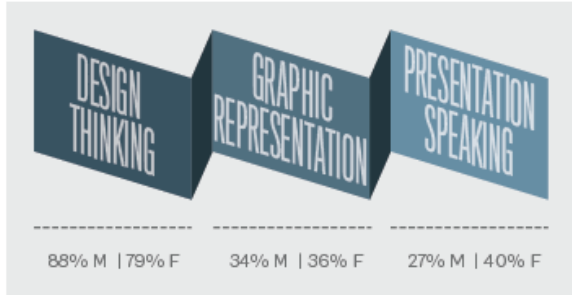 DESIGN
THINKING
GRAPHIC
REPRESENTATION
PRESENTATION
SPEAKING
88% M | 79% F
34% M | 36% F
27% M | 40% F